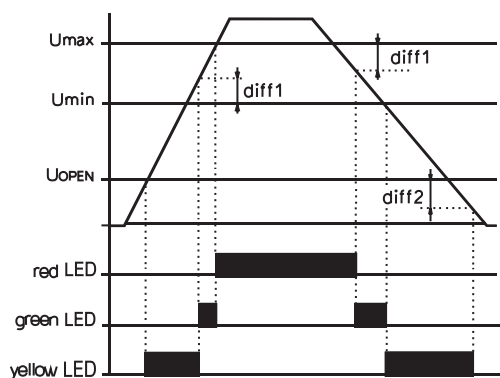 Umax
diff1
diff1
Umin
UOPEN
diff2
red LED
green LED
yellow LED